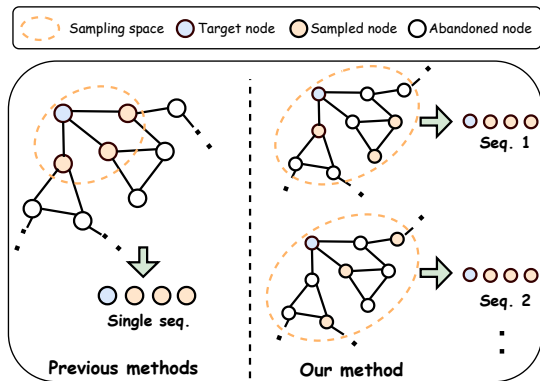 Sampling space Target node Sampled node Abandoned node
Seq. 1
Single seq.
Seq. 2
Previous methods
Our method